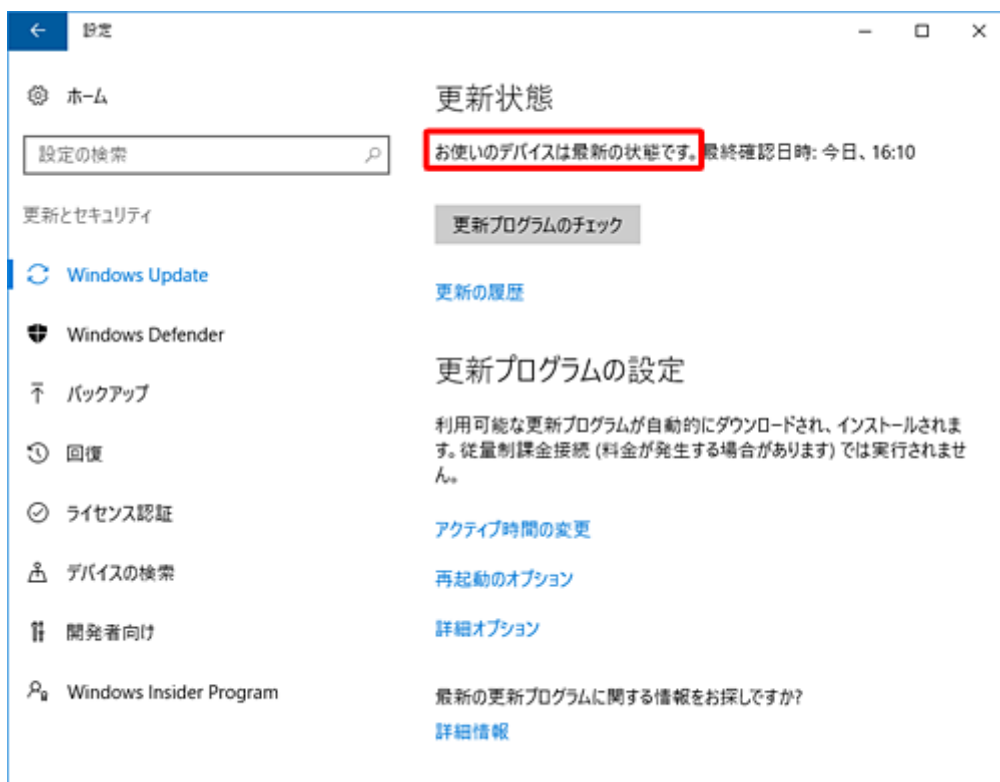 設定
ホーム
設定の検索
更新とセキュリティ
Windows Update
Windows Defender
バックアップ
回復
ライセンス認証
デバイスの検索
開発者向け
Windows Insider Program
更新状態
お使いのデバイスは最新の状態です。最終確認日時: 今日、16:10
更新プログラムのチェック
更新の履歴
更新プログラムの設定
利用可能な更新プログラムが自動的にダウンロードされ、インストールされま
す。従量制課金接続 (料金が発生する場合があります) では実行されませ
ん。
アクティブ時間の変更
再起動のオプション
詳細オプション
最新の更新プログラムに関する情報をお探しですか?
詳細情報